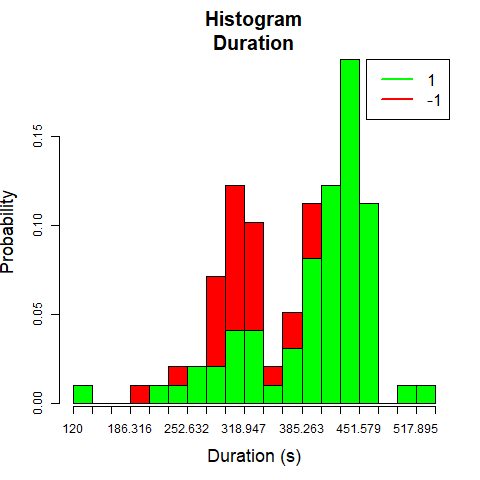 Histogram
Duration
1
-1
Probability
0.15
0.10
0.05
0.00
120 186.316 252.632 318.947 385.263 451.579 517.895
Duration (s)